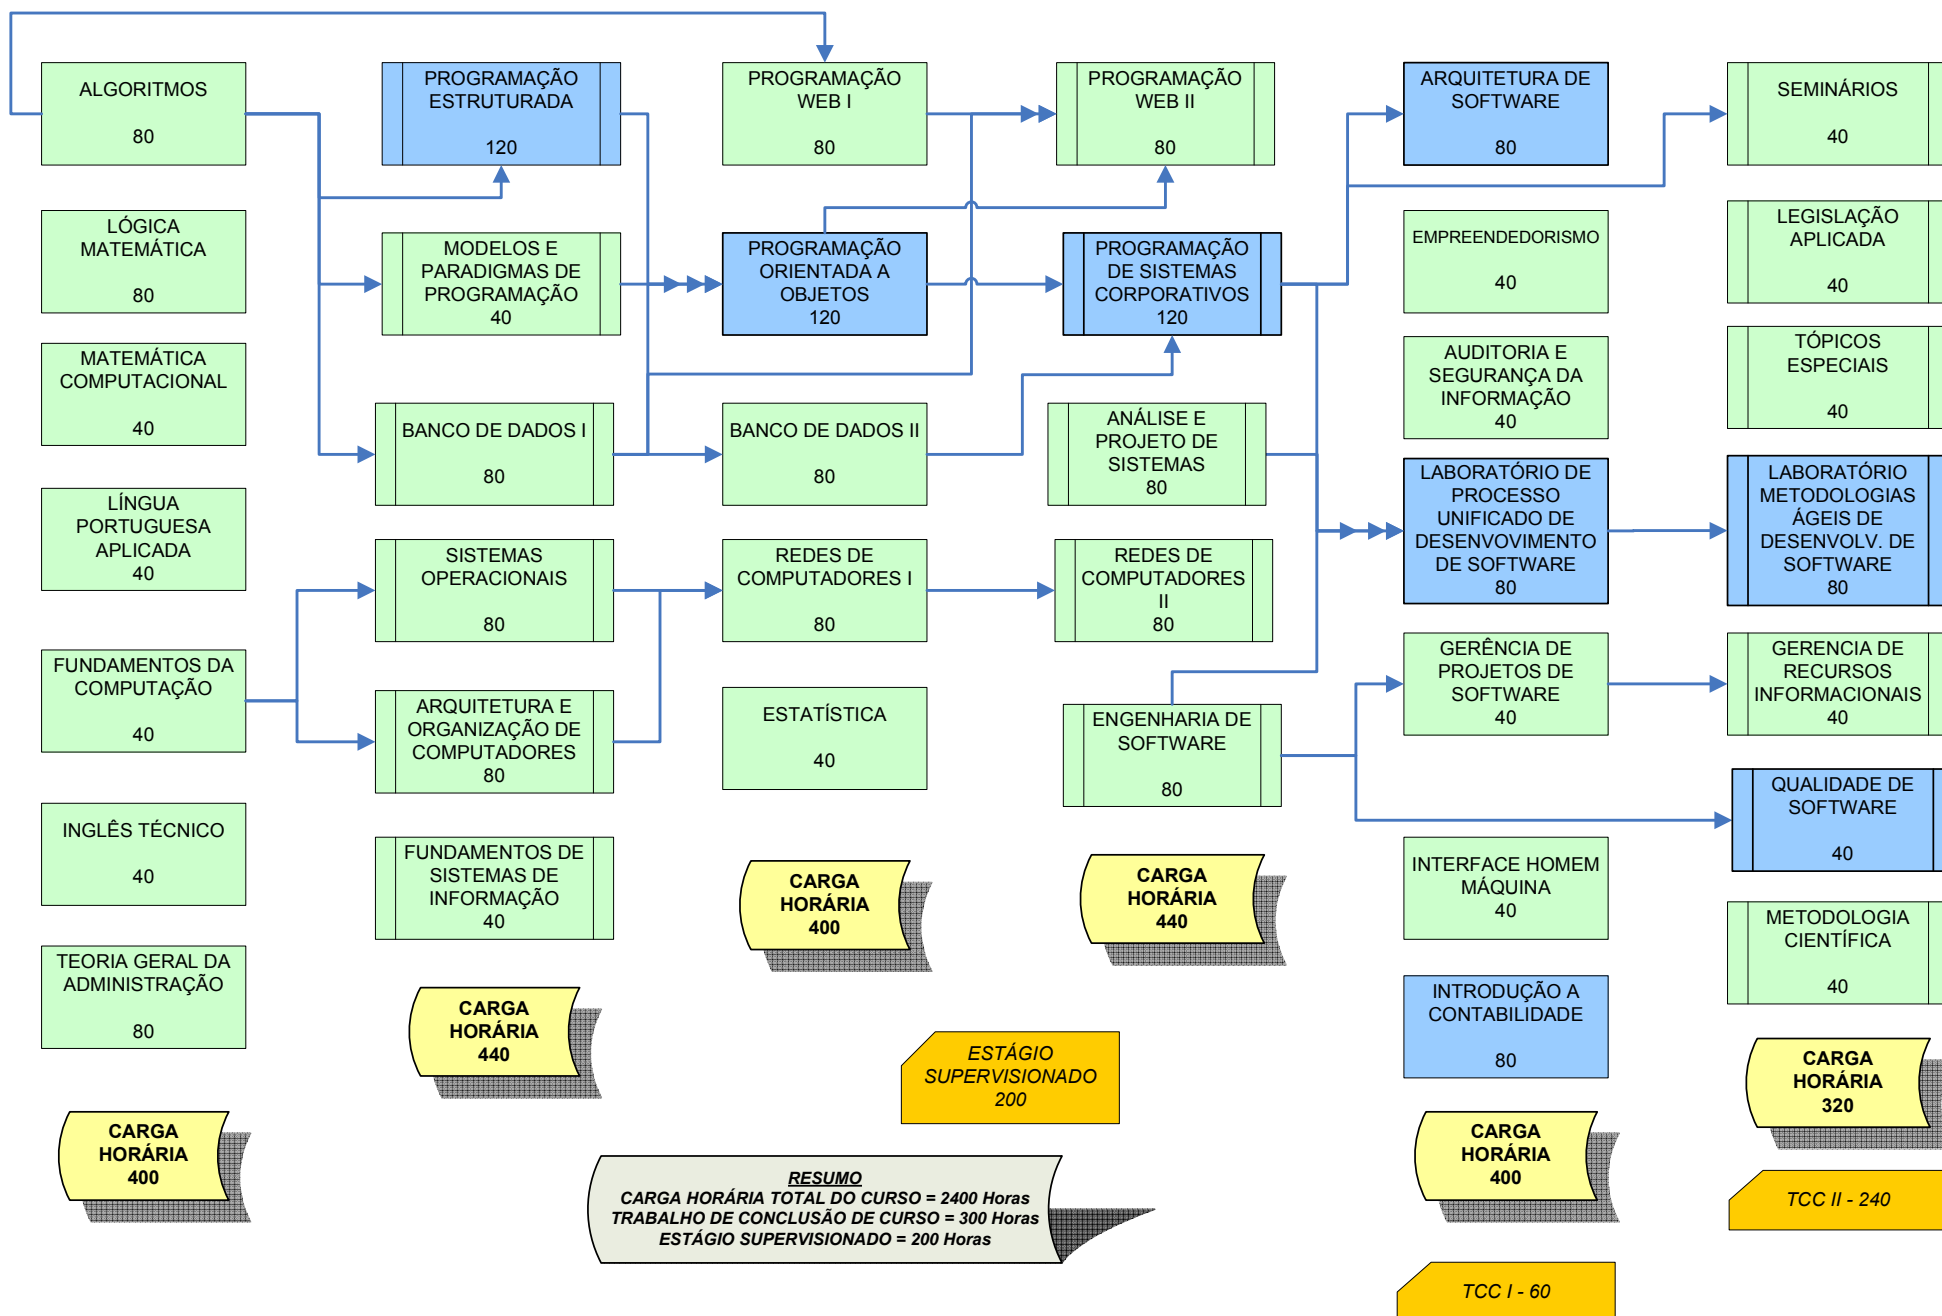 ALGORITMOS
80
LÓGICA
MATEMÁTICA
80
MATEMÁTICA
COMPUTACIONAL
40
LÍNGUA
PORTUGUESA
APLICADA
40
FUNDAMENTOS DA
COMPUTAÇÃO
40
INGLÊS TÉCNICO
40
TEORIA GERAL DA
ADMINISTRAÇÃO
80
CARGA
HORÁRIA
400
PROGRAMAÇÃO
ESTRUTURADA
120
MODELOS E
PARADIGMAS DE
PROGRAMAÇÃO
40
BANCO DE DADOS I
80
SISTEMAS
OPERACIONAIS
80
ARQUITETURA E
ORGANIZAÇÃO DE
COMPUTADORES
80
FUNDAMENTOS DE
SISTEMAS DE
INFORMAÇÃO
40
CARGA
HORÁRIA
440
PROGRAMAÇÃO
WEB I
80
PROGRAMAÇÃO
ORIENTADA A
OBJETOS
120
BANCO DE DADOS II
80
REDES DE
COMPUTADORES I
80
ESTATÍSTICA
40
CARGA
HORÁRIA
400
PROGRAMAÇÃO
WEB II
80
PROGRAMAÇÃO
DE SISTEMAS
CORPORATIVOS
120
ANÁLISE E
PROJETO DE
SISTEMAS
80
REDES DE
COMPUTADORES
II
80
ENGENHARIA DE
SOFTWARE
80
CARGA
HORÁRIA
440
ESTÁGIO
SUPERVISIONADO
200
RESUMO
CARGA HORÁRIA TOTAL DO CURSO = 2400 Horas
TRABALHO DE CONCLUSÃO DE CURSO = 300 Horas
ESTÁGIO SUPERVISIONADO = 200 Horas
ARQUITETURA DE
SOFTWARE
80
EMPREENDEDORISMO
40
AUDITORIA E
SEGURANÇA DA
INFORMAÇÃO
40
LABORATÓRIO DE
PROCESSO
UNIFICADO DE
DESENVOVIMENTO
DE SOFTWARE
80
GERÊNCIA DE
PROJETOS DE
SOFTWARE
40
INTERFACE HOMEM
MÁQUINA
40
INTRODUÇÃO A
CONTABILIDADE
80
CARGA
HORÁRIA
400
TCC I - 60
SEMINÁRIOS
40
LEGISLAÇÃO
APLICADA
40
TÓPICOS
ESPECIAIS
40
LABORATÓRIO
METODOLOGIAS
ÁGEIS DE
DESENVOLV. DE
SOFTWARE
80
GERENCIA DE
RECURSOS
INFORMACIONAIS
40
QUALIDADE DE
SOFTWARE
40
METODOLOGIA
CIENTÍFICA
40
CARGA
HORÁRIA
320
TCC II - 240